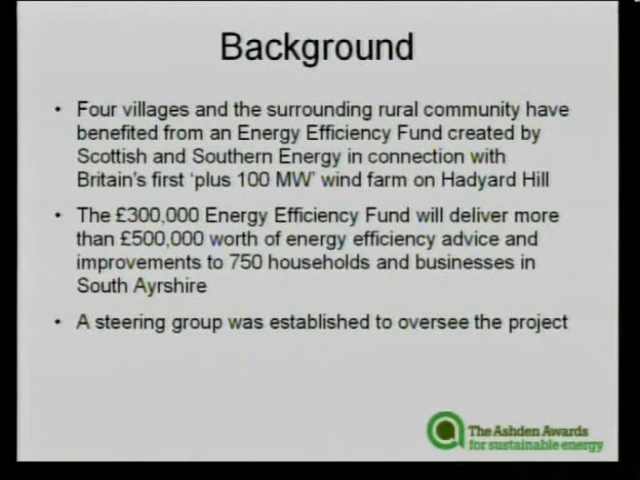 Background
• Four villages and the surrounding rural community have
benefited from an Energy Efficiency Fund created by
Scottish and Southern Energy in connection with
Britain's first 'plus 100 MW' wind farm on Hadyard Hill
• The £300,000 Energy Efficiency Fund will deliver more
than £500,000 worth of energy efficiency advice and
improvements to 750 households and businesses in
South Ayrshire
• A steering group was established to oversee the project
The Ashden Awards
for sustainable energy